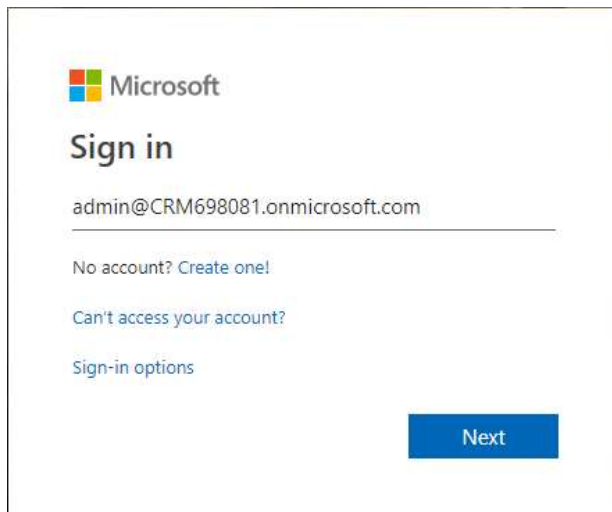 Microsoft
Sign in
admin@CRM698081.onmicrosoft.com
No account? Create one!
Can't access your account?
Sign-in options
Next